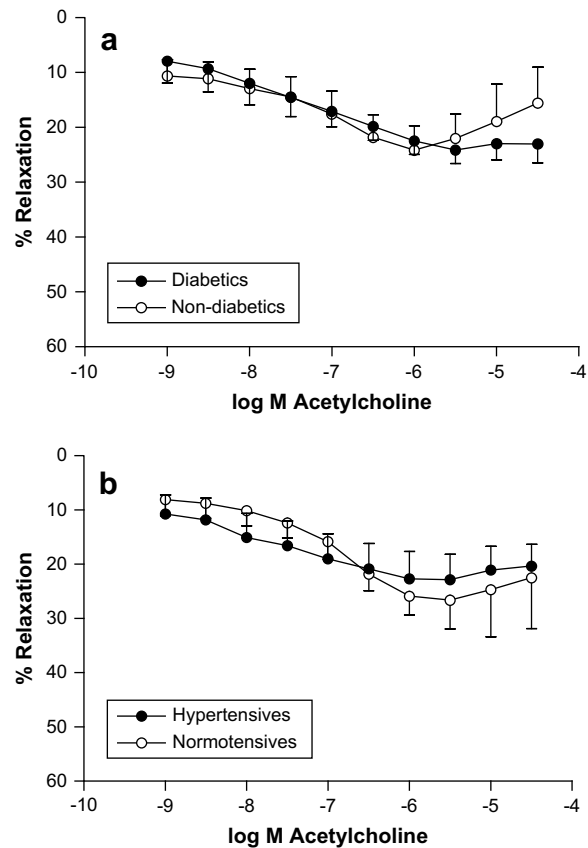 a
0
10
20
30
40
50
60
% Relaxation
Diabetics
Non-diabetics
-10 -9 -8 -7 -6 -5 -4
log M Acetylcholine
b
0
10
20
30
40
50
60
% Relaxation
Hypertensives
Normotensives
-10 -9 -8 -7 -6 -5 -4
log M Acetylcholine